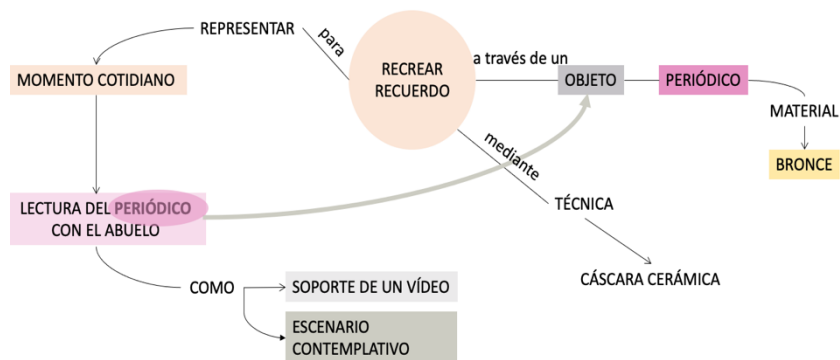 REPRESENTAR
para
RECREAR
RECUERDO
a través de un
OBJETO
PERIÓDICO
MOMENTO COTIDIANO
MATERIAL
BRONCE
mediante
LECTURA DEL PERIÓDICO
CON EL ABUELO
TÉCNICA
CÁSCARA CERÁMICA
COMO
SOPORTE DE UN VÍDEO
ESCENARIO
CONTEMPLATIVO